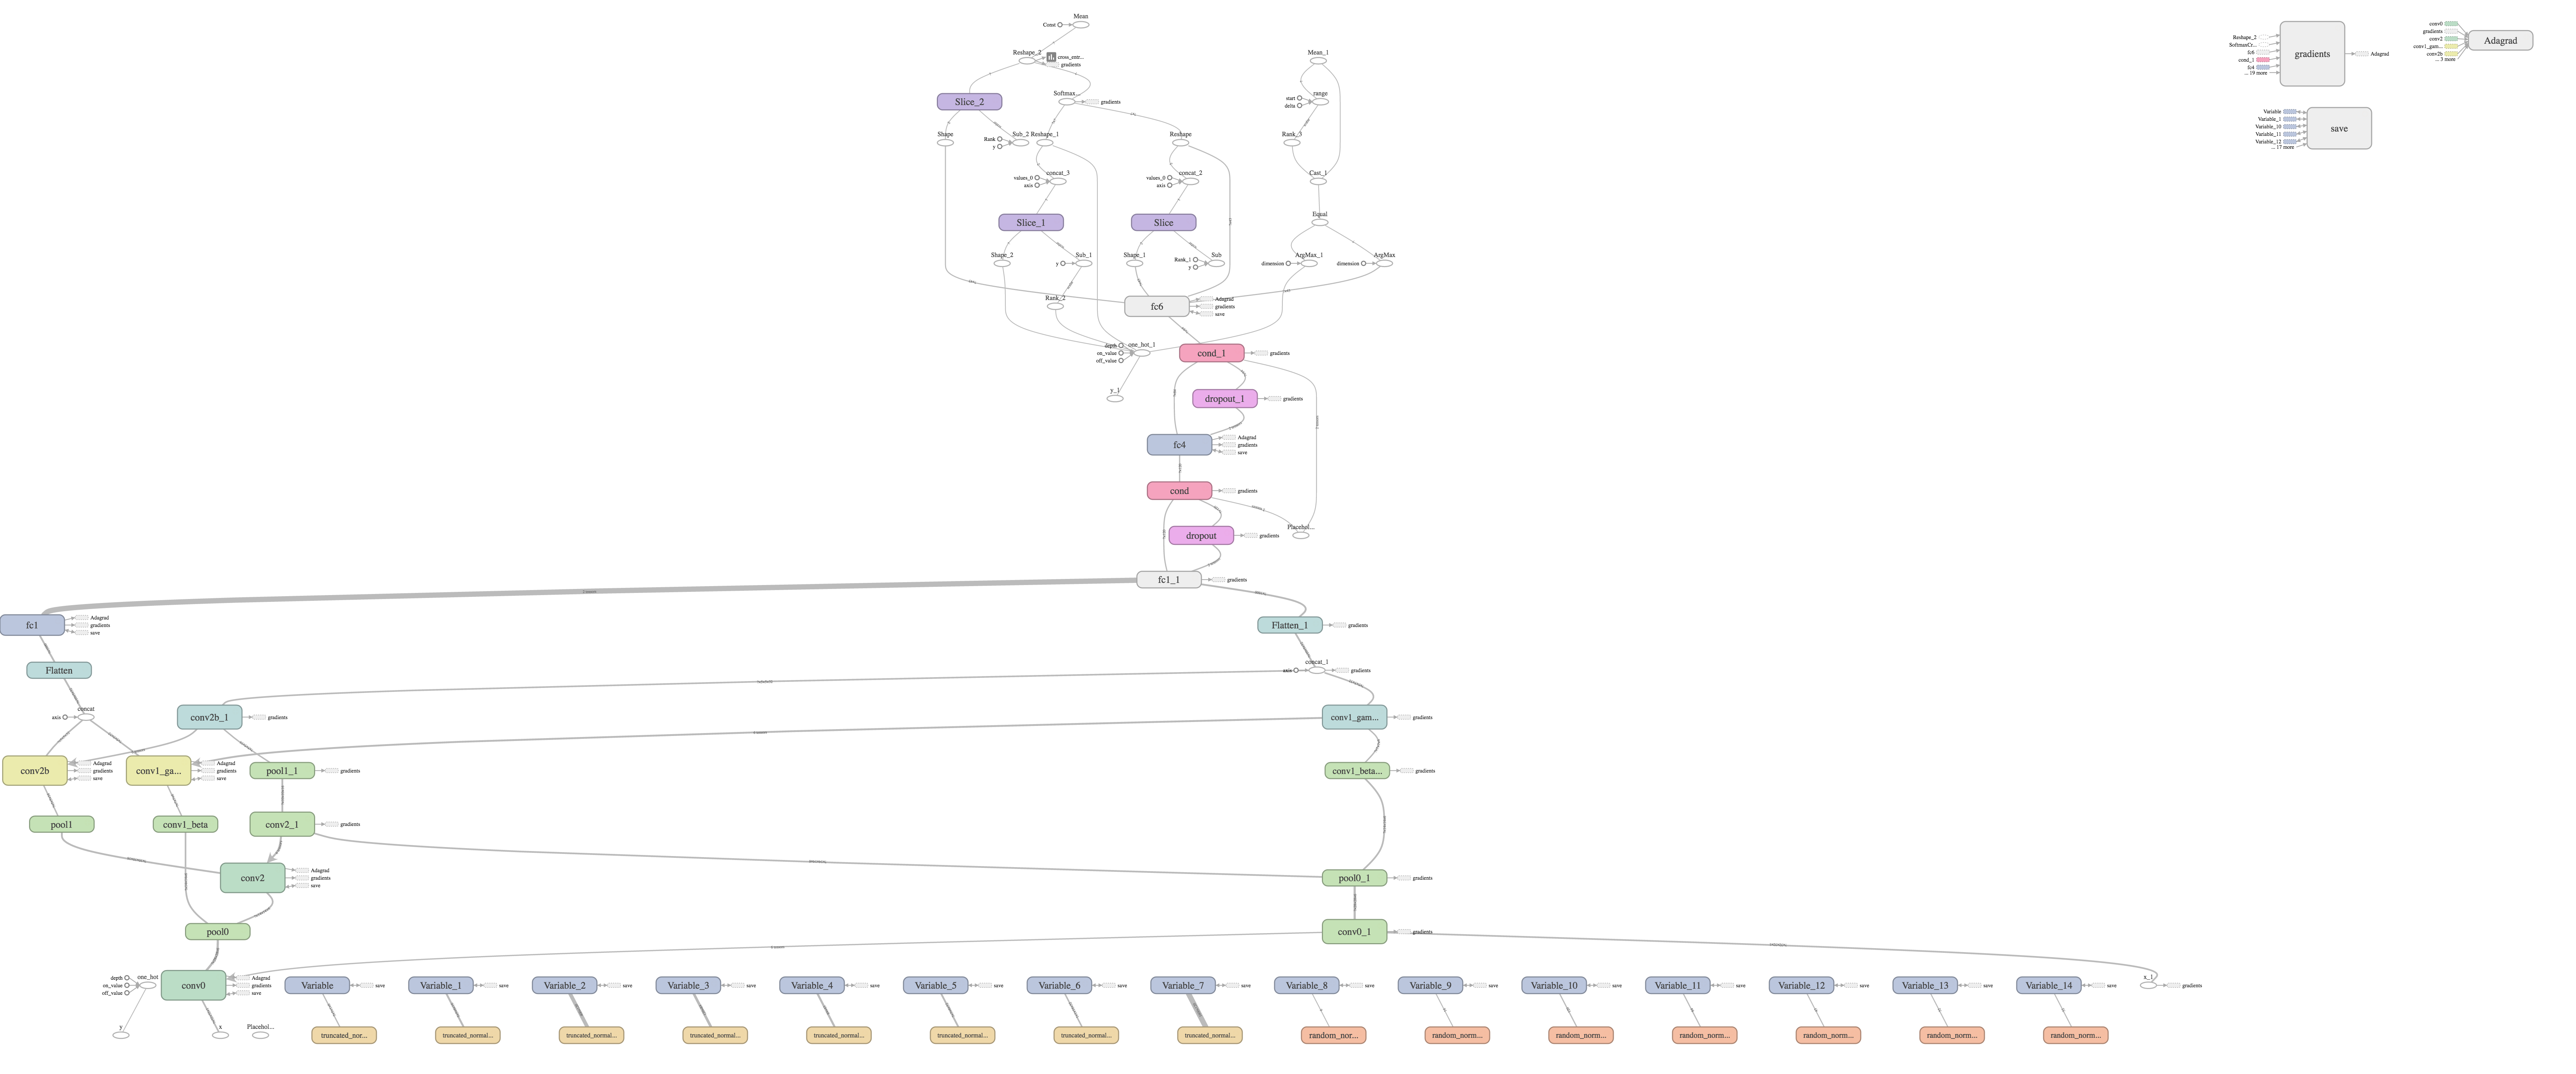 Mean
Const
Reshape_2
cross_entr...
gradients
Slice_2
Softmax...
gradients
Shape
Rank
y
Sub_2
Reshape_1
Reshape
values_0
axis
concat_3
values_0
axis
concat_2
Slice_1
Slice
Shape_2
y
Sub_1
Shape_1
Rank_1
y
Sub
Rank_2
Mean_1
start
delta
range
Rank_3
Cast_1
Equal
dimension
ArgMax_1
dimension
ArgMax
fc6
Adagrad
gradients
save
depth
on_value
off_value
one_hot_1
y_1
cond_1
gradients
dropout_1
gradients
fc4
Adagrad
gradients
save
cond
gradients
dropout
gradients
Placehol...
fc1_1
gradients
Reshape_2
SoftmaxCr...
fc6
cond_1
fc4
... 19 more
gradients
Adagrad
conv0
gradients
conv2
conv1_gam...
conv2b
... 3 more
Adagrad
Variable
Variable_1
Variable_10
Variable_11
Variable_12
... 17 more
save
fc1
Adagrad
gradients
save
Flatten_1
gradients
Flatten
axis
concat_1
gradients
axis
concat
conv2b_1
gradients
conv1_gam...
gradients
conv2b
Adagrad
gradients
save
conv1_ga...
Adagrad
gradients
save
pool1_1
gradients
conv1_beta...
gradients
pool1
conv1_beta
conv2_1
gradients
conv2
Adagrad
gradients
save
pool0_1
gradients
pool0
conv0_1
gradients
depth
on_value
off_value
one_hot
conv0
Adagrad
gradients
save
Variable
save
Variable_1
save
Variable_2
save
Variable_3
save
Variable_4
save
Variable_5
save
Variable_6
save
Variable_7
save
Variable_8
save
Variable_9
save
Variable_10
save
Variable_11
save
Variable_12
save
Variable_13
save
Variable_14
save
x_1
gradients
y
x
Placehol...
truncated_nor...
truncated_normal...
truncated_normal...
truncated_normal...
truncated_normal...
truncated_normal...
truncated_normal...
truncated_normal...
random_nor...
random_norm...
random_norm...
random_norm...
random_norm...
random_norm...
random_norm...